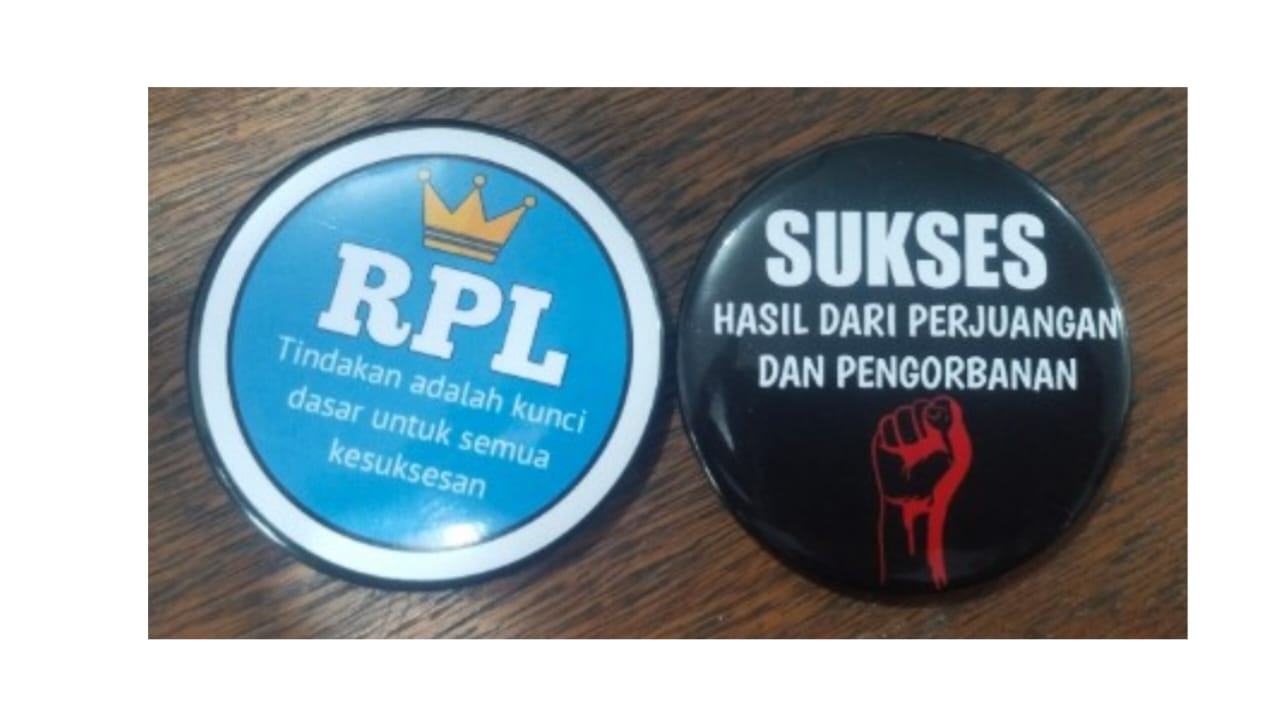 RPL
Tindakan adalah kunci
dasar untuk semua
kesuksesan
SUKSES
HASIL DARI PERJUANGAN
DAN PENGORBANAN